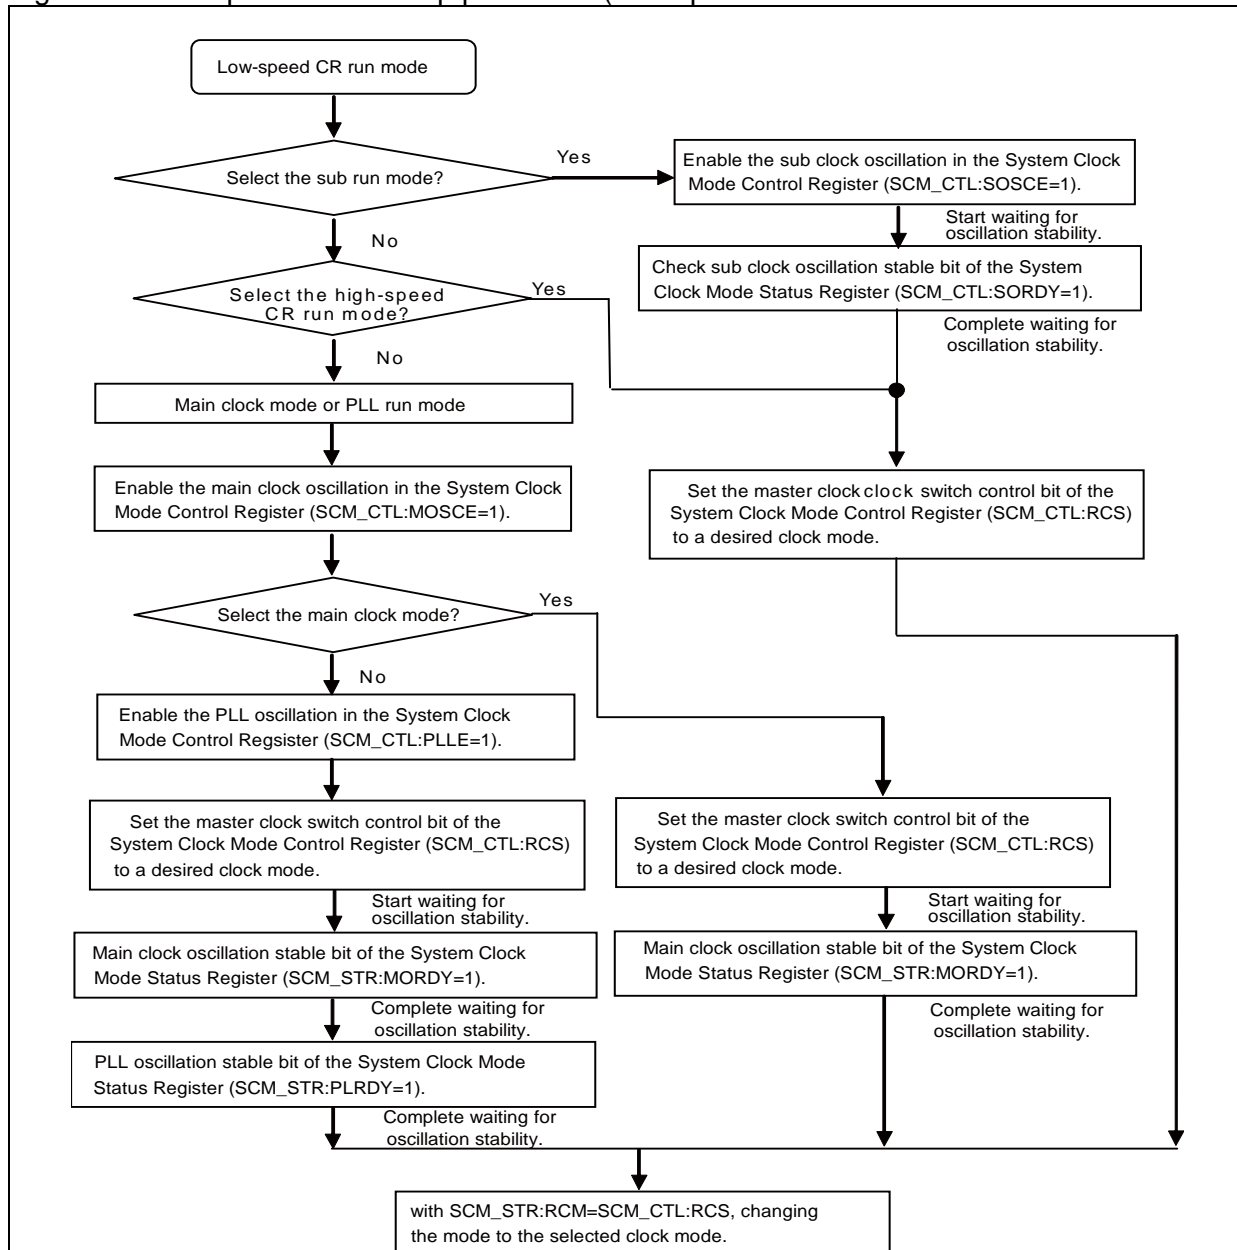 Low-speed CR run mode
Select the sub run mode?
Yes
No
Enable the sub clock oscillation in the System Clock
Mode Control Register (SCM_CTL:SOSCE=1).
Start waiting for
oscillation stability.
Check sub clock oscillation stable bit of the System
Clock Mode Status Register (SCM_CTL:SORDY=1).
Complete waiting for
oscillation stability.
Select the high-speed
CR run mode?
Yes
No
Main clock mode or PLL run mode
Enable the main clock oscillation in the System Clock
Mode Control Register (SCM_CTL:MOSCE=1).
Set the master clock clock switch control bit of the
System Clock Mode Control Register (SCM_CTL:RCS)
to a desired clock mode.
Select the main clock mode?
Yes
No
Enable the PLL oscillation in the System Clock
Mode Control Regsister (SCM_CTL:PLLE=1).
Set the master clock switch control bit of the
System Clock Mode Control Register (SCM_CTL:RCS)
to a desired clock mode.
Start waiting for
oscillation stability.
Main clock oscillation stable bit of the System Clock
Mode Status Register (SCM_STR:MORDY=1).
Complete waiting for
oscillation stability.
PLL oscillation stable bit of the System Clock Mode
Status Register (SCM_STR:PLRDY=1).
Complete waiting for
oscillation stability.
Set the master clock switch control bit of the
System Clock Mode Control Register (SCM_CTL:RCS)
to a desired clock mode.
Start waiting for
oscillation stability.
Main clock oscillation stable bit of the System Clock
Mode Status Register (SCM_STR:MORDY=1).
Complete waiting for
oscillation stability.
with SCM_STR:RCM=SCM_CTL:RCS, changing
the mode to the selected clock mode.